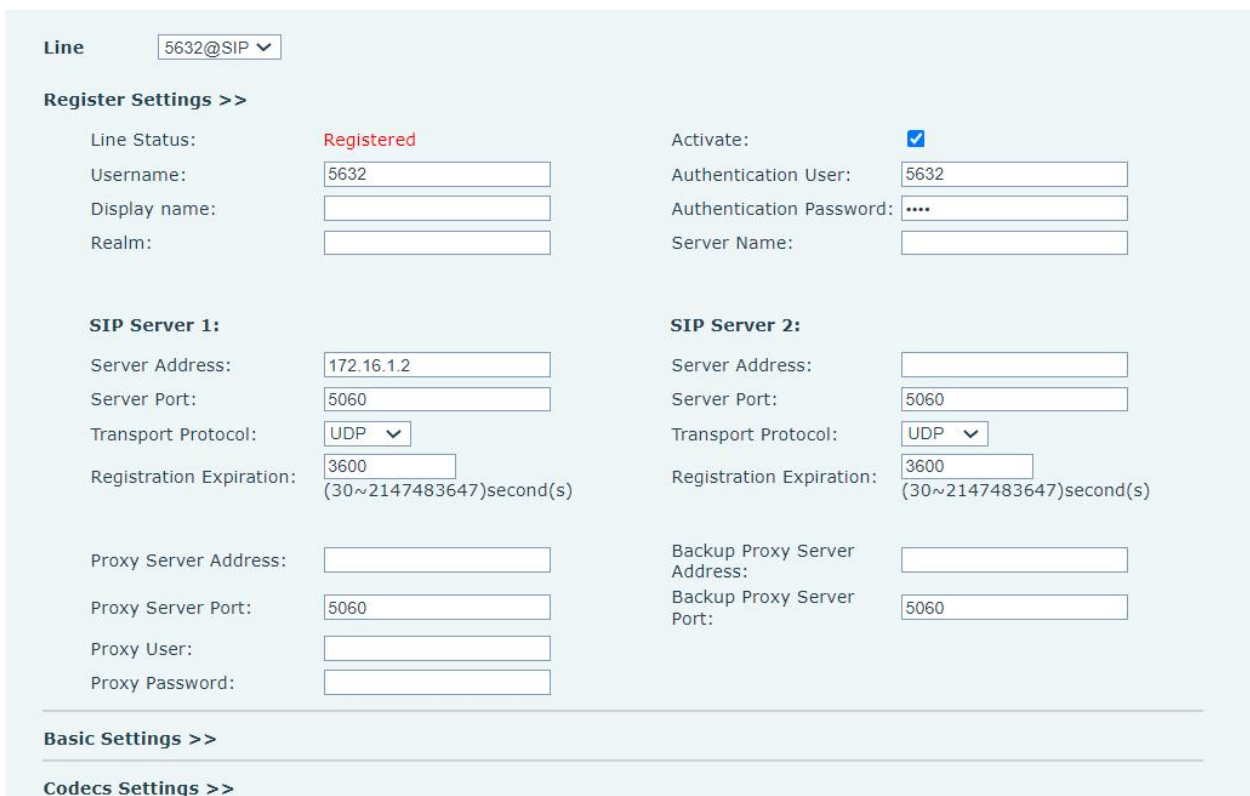 Line 5632@SIP
Register Settings >>
Line Status: Registered Activate:
Username: 5632 Authentication User: 5632
Display name: Authentication Password: ••••
Realm: Server Name:
SIP Server 1: SIP Server 2:
Server Address: 172.16.1.2 Server Address:
Server Port: 5060 Server Port: 5060
Transport Protocol: UDP Transport Protocol: UDP
Registration Expiration: 3600 (30~2147483647)second(s) Registration Expiration: 3600 (30~2147483647)second(s)
Proxy Server Address: Backup Proxy Server Address:
Proxy Server Port: 5060 Backup Proxy Server Port: 5060
Proxy User:
Proxy Password:
Basic Settings >>
Codecs Settings >>